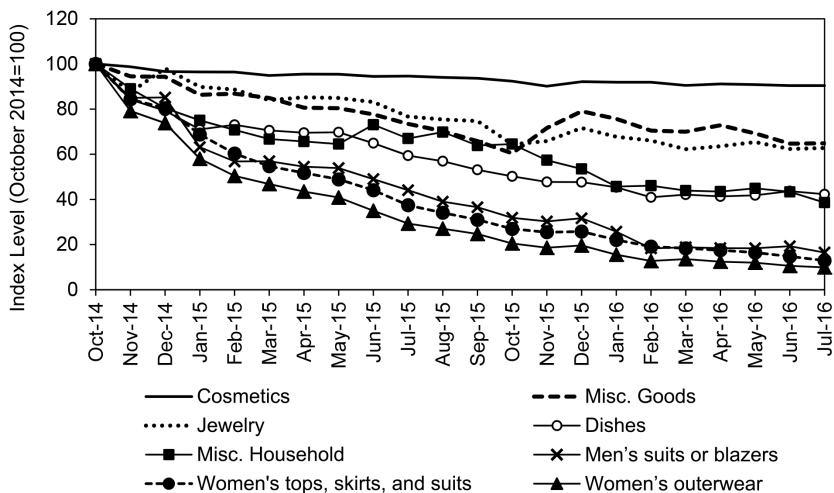 Index Level (October 2014=100)
120
100
80
60
40
20
0
Oct-14
Nov-14
Dec-14
Jan-15
Feb-15
Mar-15
Apr-15
May-15
Jun-15
Jul-15
Aug-15
Sep-15
Oct-15
Nov-15
Dec-15
Jan-16
Feb-16
Mar-16
Apr-16
May-16
Jun-16
Jul-16
Cosmetics
Misc. Goods
Jewelry
Dishes
Misc. Household
Men’s suits or blazers
Women's tops, skirts, and suits
Women’s outerwear